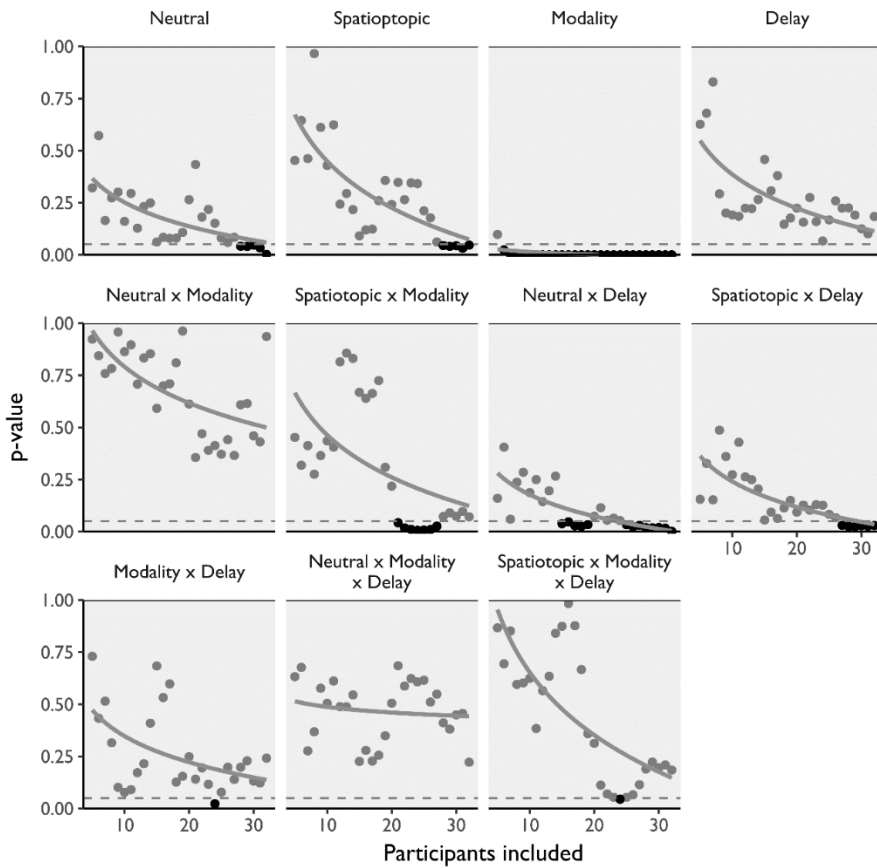 Neutral Spatioptopic Modality Delay
1.00
0.75
0.50
0.25
0.00
Neutral x Modality Spatiotopic x Modality Neutral x Delay Spatiotopic x Delay
p-value
1.00
0.75
0.50
0.25
0.00
10 20 30
Modality x Delay Neutral x Modality x Delay Spatiotopic x Modality x Delay
1.00
0.75
0.50
0.25
0.00
10 20 30 10 20 30 10 20 30
Participants included